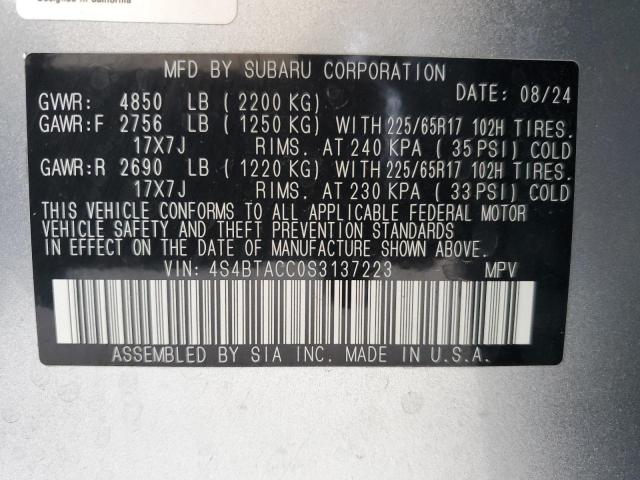 Designed in California
MFD BY SUBARU CORPORATION
DATE: 08/24
GVWR: 4850 LB ( 2200 KG)
GAWR:F 2756 LB ( 1250 KG) WITH 225/65R17 102H TIRES.
17X7J RIMS. AT 240 KPA ( 35 PSI) COLD
GAWR:R 2690 LB ( 1220 KG) WITH 225/65R17 102H TIRES.
17X7J RIMS. AT 230 KPA ( 33 PSI) COLD
THIS VEHICLE CONFORMS TO ALL APPLICABLE FEDERAL MOTOR
VEHICLE SAFETY AND THEFT PREVENTION STANDARDS
IN EFFECT ON THE DATE OF MANUFACTURE SHOWN ABOVE.
VIN: 4S4BTACC0S3137223 MPV
ASSEMBLED BY SIA INC. MADE IN U.S.A.